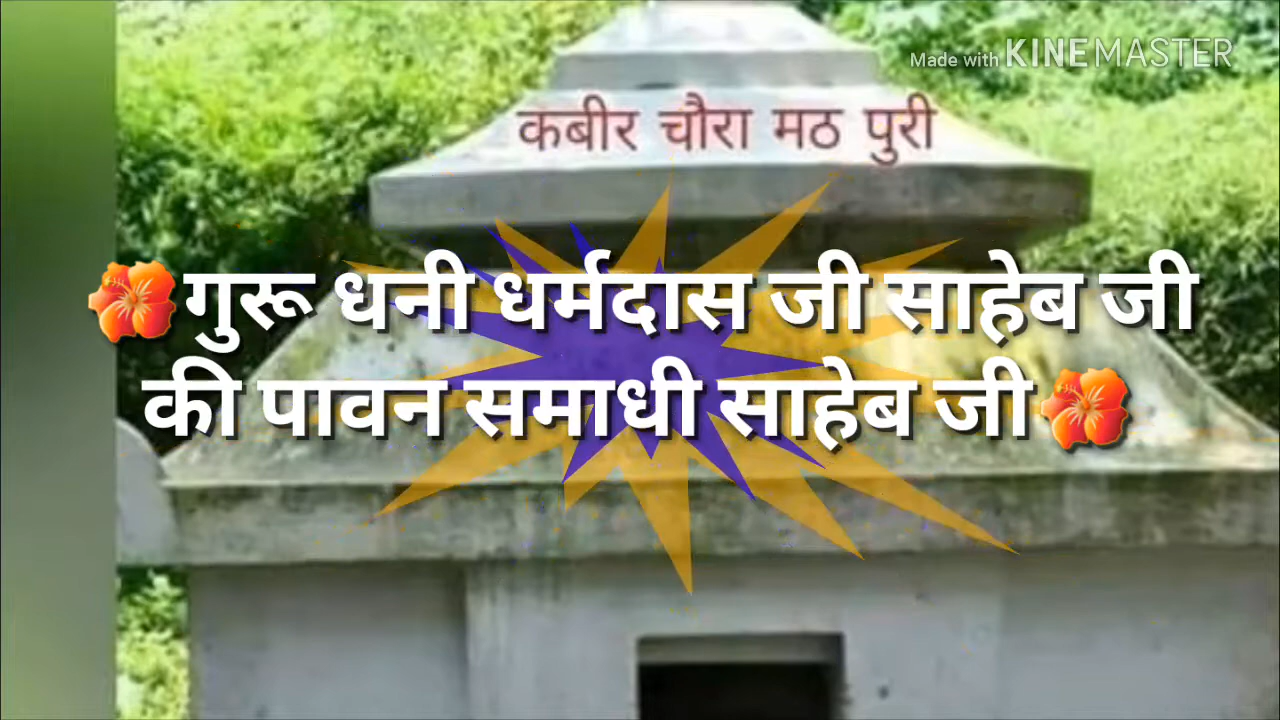 Made with KINEMASTER
कबीर चौरा मठ पुरी
गुरू धनी धर्मदास जी साहेब जी
की पावन समाधी साहेब जी